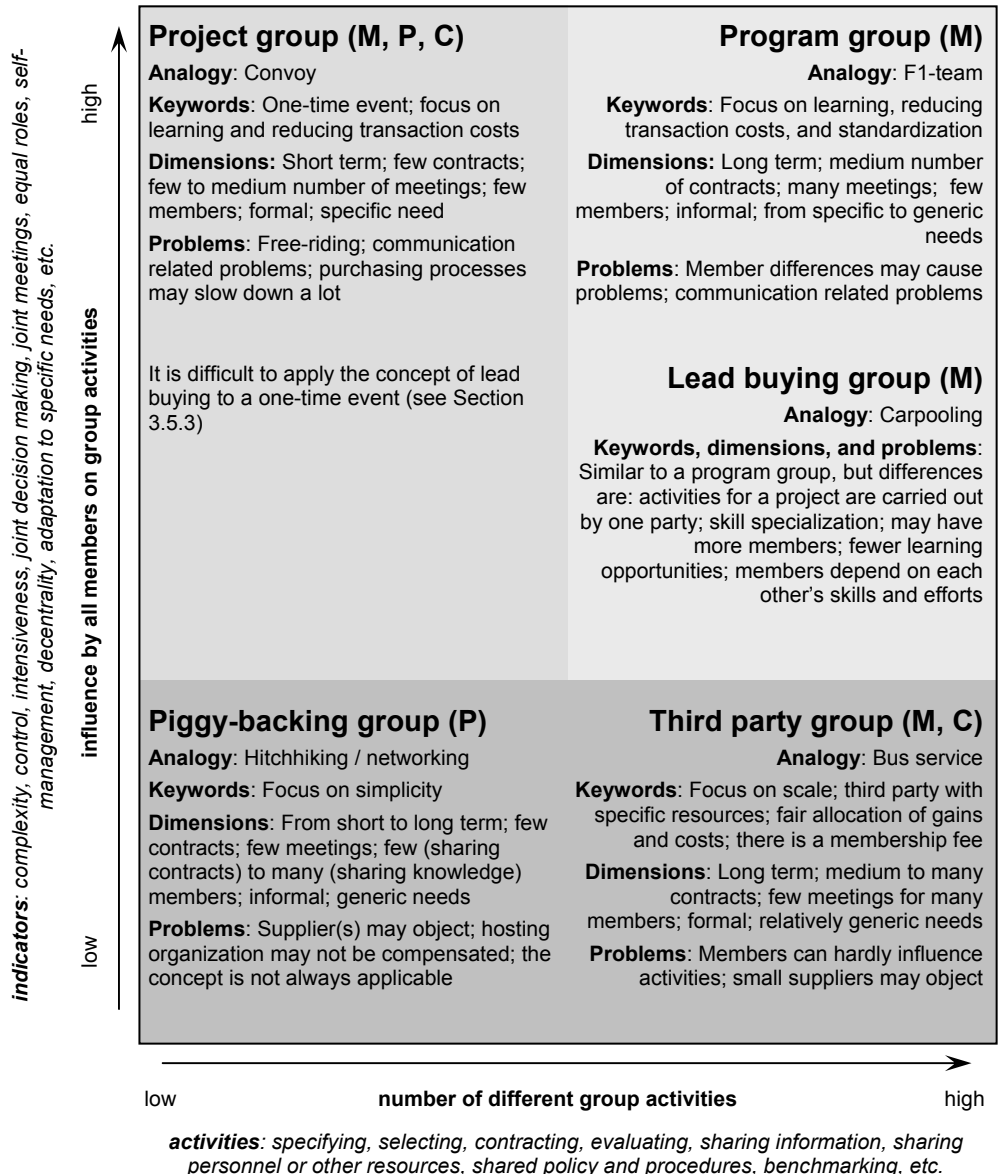 Project group (M, P, C)
Analogy: Convoy
Keywords: One-time event; focus on
learning and reducing transaction costs
Dimensions: Short term; few contracts;
few to medium number of meetings; few
members; formal; specific need
Problems: Free-riding; communication
related problems; purchasing processes
may slow down a lot
It is difficult to apply the concept of lead
buying to a one-time event (see Section
3.5.3)
Program group (M)
Analogy: F1-team
Keywords: Focus on learning, reducing
transaction costs, and standardization
Dimensions: Long term; medium number
of contracts; many meetings;  few
members; informal; from specific to generic
needs
Problems: Member differences may cause
problems; communication related problems
Lead buying group (M)
Analogy: Carpooling
Keywords, dimensions, and problems:
Similar to a program group, but differences
are: activities for a project are carried out
by one party; skill specialization; may have
more members; fewer learning
opportunities; members depend on each
other's skills and efforts
Piggy-backing group (P)
Analogy: Hitchhiking / networking
Keywords: Focus on simplicity
Dimensions: From short to long term; few
contracts; few meetings; few (sharing
contracts) to many (sharing knowledge)
members; informal; generic needs
Problems: Supplier(s) may object; hosting
organization may not be compensated; the
concept is not always applicable
Third party group (M, C)
Analogy: Bus service
Keywords: Focus on scale; third party with
specific resources; fair allocation of gains
and costs; there is a membership fee
Dimensions: Long term; medium to many
contracts; few meetings for many
members; formal; relatively generic needs
Problems: Members can hardly influence
activities; small suppliers may object
indicators: complexity, control, intensiveness, joint decision making, joint meetings, equal roles, self-
management, decentrality, adaptation to specific needs, etc.
low
influence by all members on group activities
high
low
number of different group activities
high
activities: specifying, selecting, contracting, evaluating, sharing information, sharing
personnel or other resources, shared policy and procedures, benchmarking, etc.